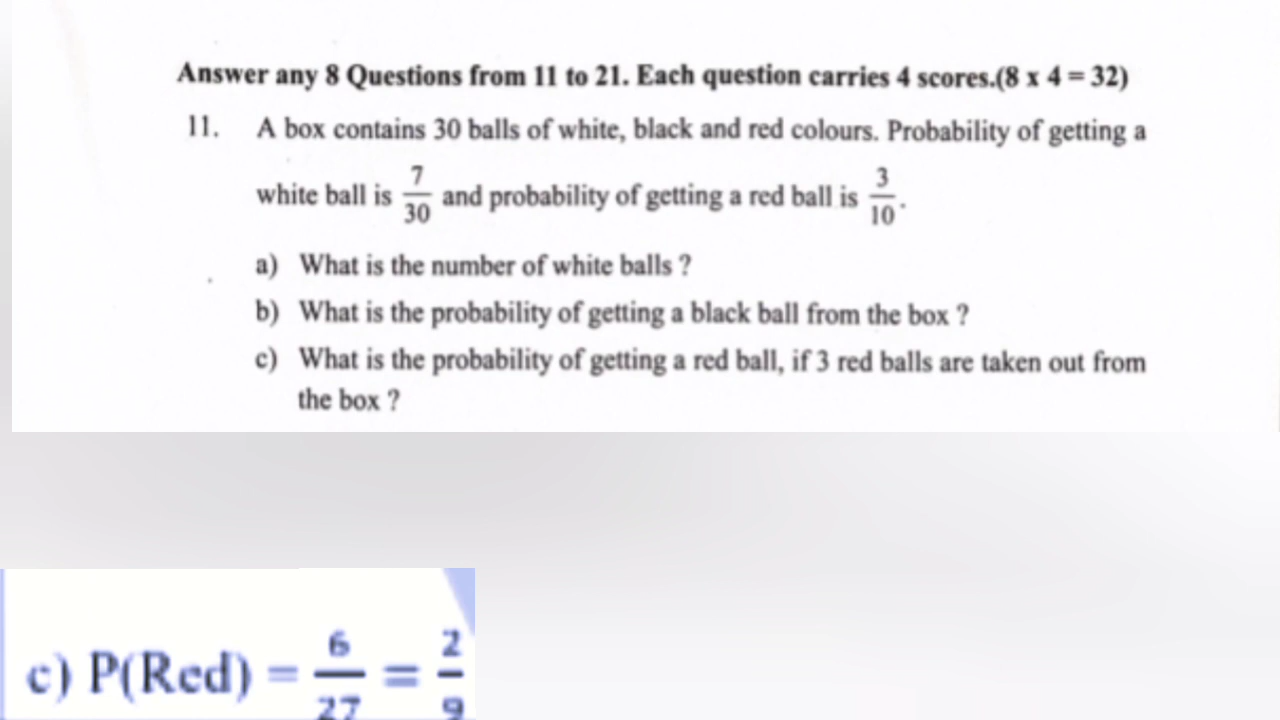 Answer any 8 Questions from 11 to 21. Each question carries 4 scores.(8 x 4 = 32)
11. A box contains 30 balls of white, black and red colours. Probability of getting a
white ball is 7/30 and probability of getting a red ball is 3/10.
a) What is the number of white balls ?
b) What is the probability of getting a black ball from the box ?
c) What is the probability of getting a red ball, if 3 red balls are taken out from
the box ?
c) P(Red) = 6/27 = 2/9